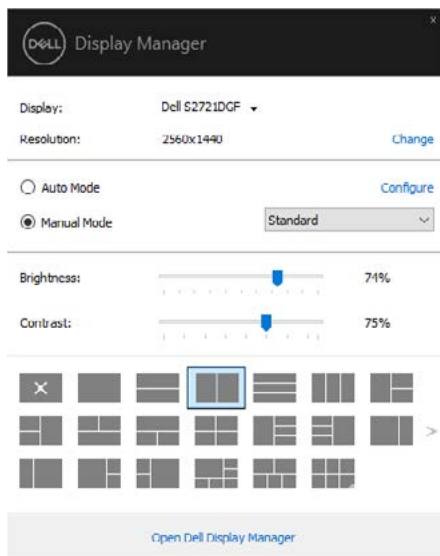 DELL Display Manager
Display: Dell S2721DGF
Resolution: 2560x1440 Change
Auto Mode Configure
Manual Mode Standard
Brightness: 74%
Contrast: 75%
Open Dell Display Manager